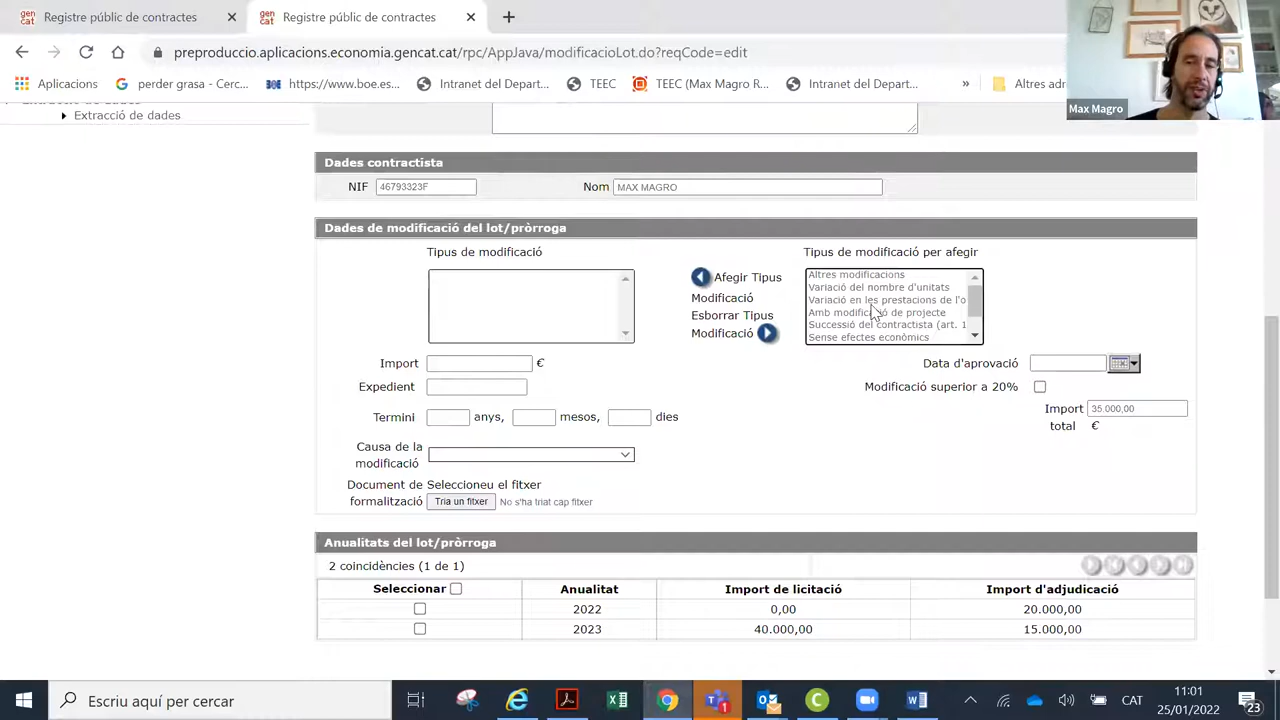 Registre públic de contractes
Registre públic de contractes
preproduccio.aplicacions.economia.gencat.cat/rpc/AppJava/modificacioLot.do?reqCode=edit
Aplicacions
perder grasa - Cerc...
https://www.boe.es...
Intranet del Depart...
TEEC
TEEC (Max Magro R...
Intranet del Depart...
»
Altres adre
Max Magro
Extracció de dades
Extracció de dades
Dades contractista
NIF 46793323F Nom MAX MAGRO
Dades de modificació del lot/pròrroga
Tipus de modificació
Tipus de modificació per afegir
Afegir Tipus
Modificació
Esborrar Tipus
Modificació
Altres modificacions
Variació del nombre d'unitats
Variació en les prestacions de l'o
Amb modificació de projecte
Successió del contractista (art. 1
Sense efectes econòmics
Import €
Data d'aprovació
Expedient
Modificació superior a 20%
Termini anys, mesos, dies
Import total 35.000,00 €
Causa de la modificació
Document de formalització
Seleccioneu el fitxer
Tria un fitxer No s'ha triat cap fitxer
Anualitats del lot/pròrroga
2 coincidències (1 de 1)
Seleccionar Anualitat Import de licitació Import d'adjudicació
2022 0,00 20.000,00
2023 40.000,00 15.000,00
Escriu aquí per cercar
CAT
11:01
25/01/2022
23